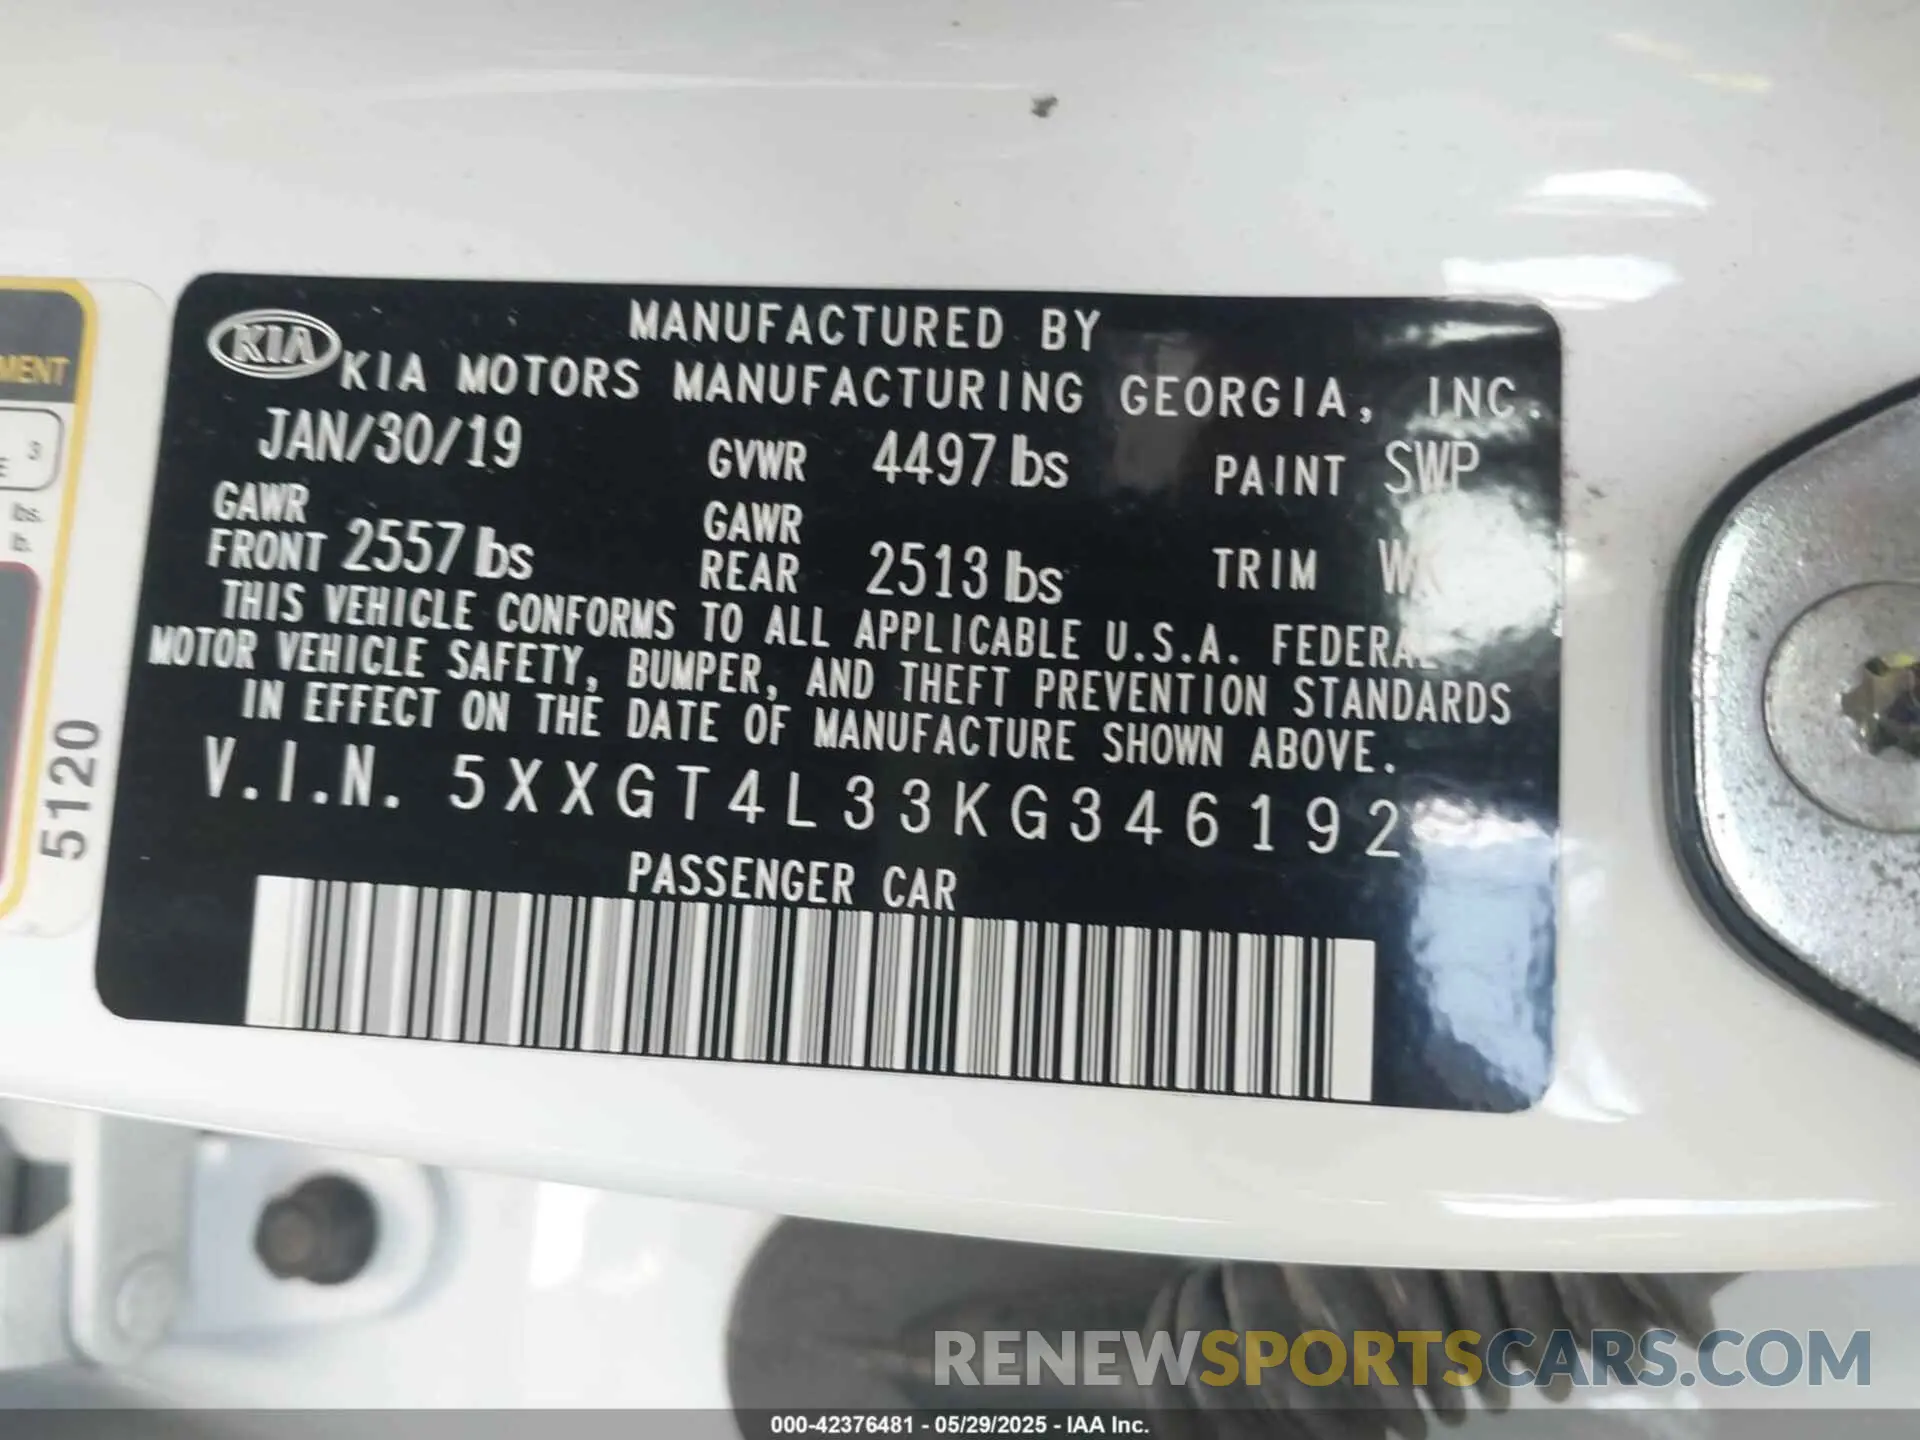 KIA
MANUFACTURED BY
KIA MOTORS MANUFACTURING GEORGIA, INC.
JAN/30/19 GVWR 4497 lbs PAINT SWP
GAWR FRONT 2557 lbs GAWR REAR 2513 lbs TRIM
THIS VEHICLE CONFORMS TO ALL APPLICABLE U.S.A. FEDERAL
MOTOR VEHICLE SAFETY, BUMPER, AND THEFT PREVENTION STANDARDS
IN EFFECT ON THE DATE OF MANUFACTURE SHOWN ABOVE.
V.I.N. 5XXGT4L33KG346192
PASSENGER CAR
3
lbs.
5120
RENEWSPORTSCARS.COM
000-42376481 - 05/29/2025 - IAA Inc.